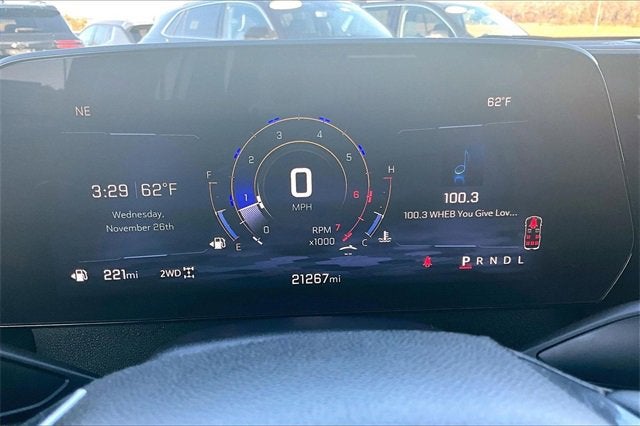 NE
62°F
3:29 62°F
Wednesday,
November 26th
F
E
0
1
2
3
4
5
6
7
0
MPH
RPM
x1000
H
C
100.3
100.3 WHEB You Give Lov...
221mi
2WD
21267mi
P R N D L